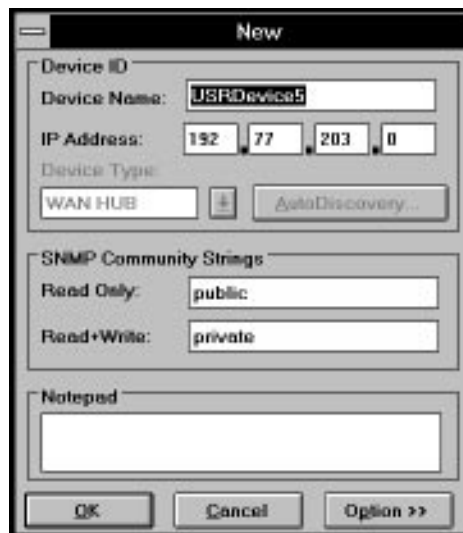 New
Device ID
Device Name: USRDevice5
IP Address: 192 . 77 . 203 . 0
Device Type:
WAN HUB AutoDiscovery...
SNMP Community Strings
Read Only: public
Read+Write: private
Notepad
OK Cancel Option >>